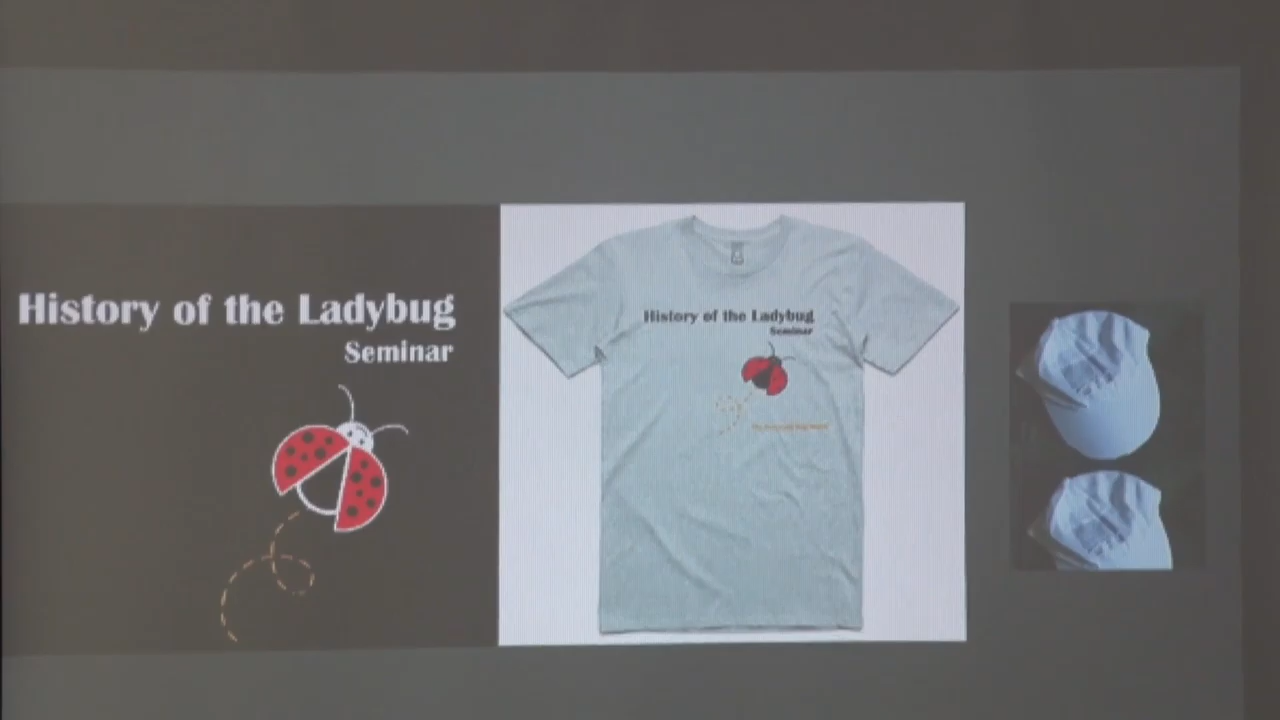 History of the Ladybug
Seminar
History of the Ladybug
Seminar